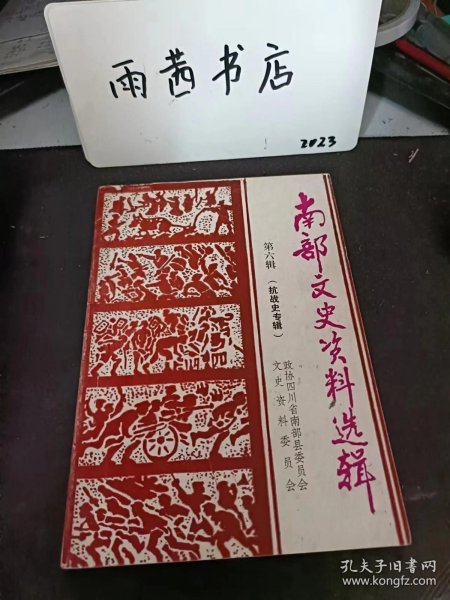 雨茜书店
2023
南部文史资料选辑
第六辑（抗战史专辑）
政协四川省南部县委员会
文史资料委员会
孔夫子旧书网
www.kongfz.com